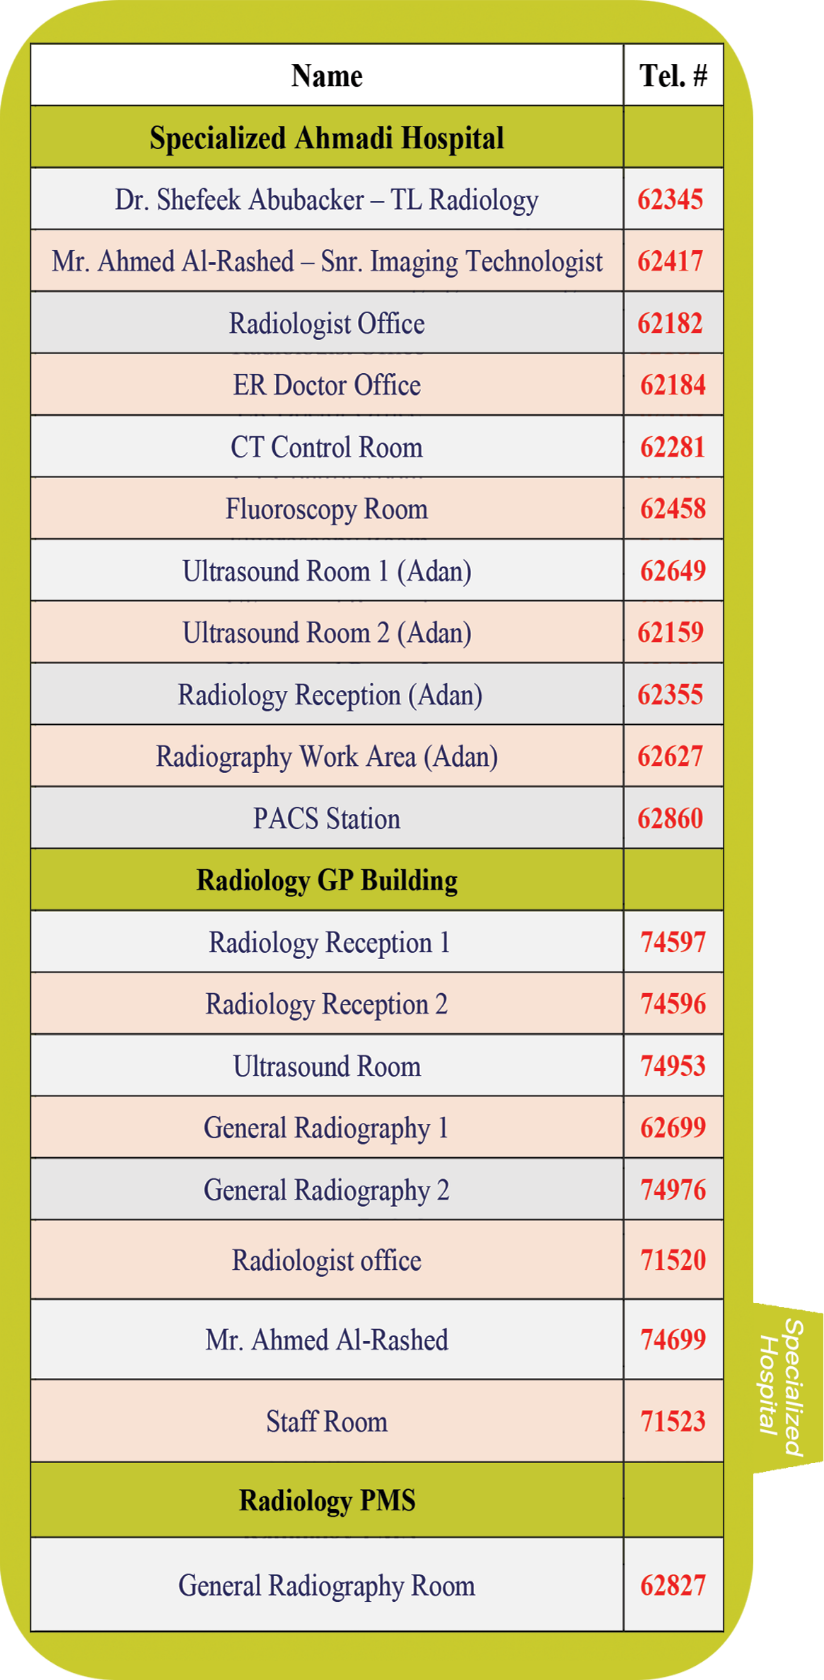 Name Tel. #
Specialized Ahmadi Hospital
Dr. Shefeek Abubacker – TL Radiology 62345
Mr. Ahmed Al-Rashed – Snr. Imaging Technologist 62417
Radiologist Office 62182
ER Doctor Office 62184
CT Control Room 62281
Fluoroscopy Room 62458
Ultrasound Room 1 (Adan) 62649
Ultrasound Room 2 (Adan) 62159
Radiology Reception (Adan) 62355
Radiography Work Area (Adan) 62627
PACS Station 62860
Radiology GP Building
Radiology Reception 1 74597
Radiology Reception 2 74596
Ultrasound Room 74953
General Radiography 1 62699
General Radiography 2 74976
Radiologist office 71520
Mr. Ahmed Al-Rashed 74699
Staff Room 71523
Radiology PMS
General Radiography Room 62827
Specialized
Hospital